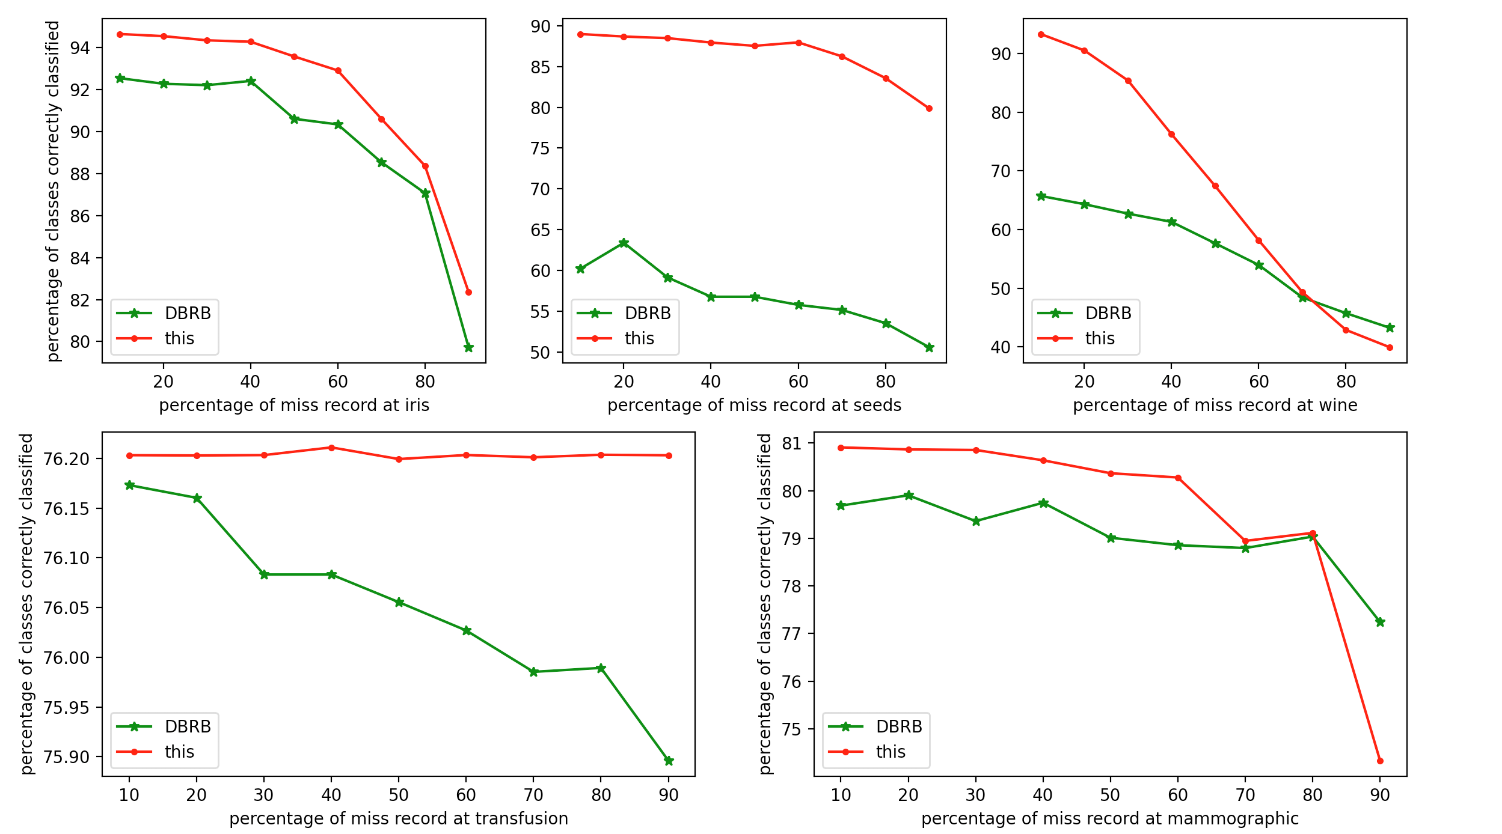 percentage of classes correctly classified
94
92
90
88
86
84
82
80
DBRB
this
20 40 60 80
percentage of miss record at iris
90
85
80
75
70
65
60
55
50
DBRB
this
20 40 60 80
percentage of miss record at seeds
90
80
70
60
50
40
DBRB
this
20 40 60 80
percentage of miss record at wine
percentage of classes correctly classified
76.20
76.15
76.10
76.05
76.00
75.95
75.90
DBRB
this
10 20 30 40 50 60 70 80 90
percentage of miss record at transfusion
percentage of classes correctly classified
81
80
79
78
77
76
75
DBRB
this
10 20 30 40 50 60 70 80 90
percentage of miss record at mammographic